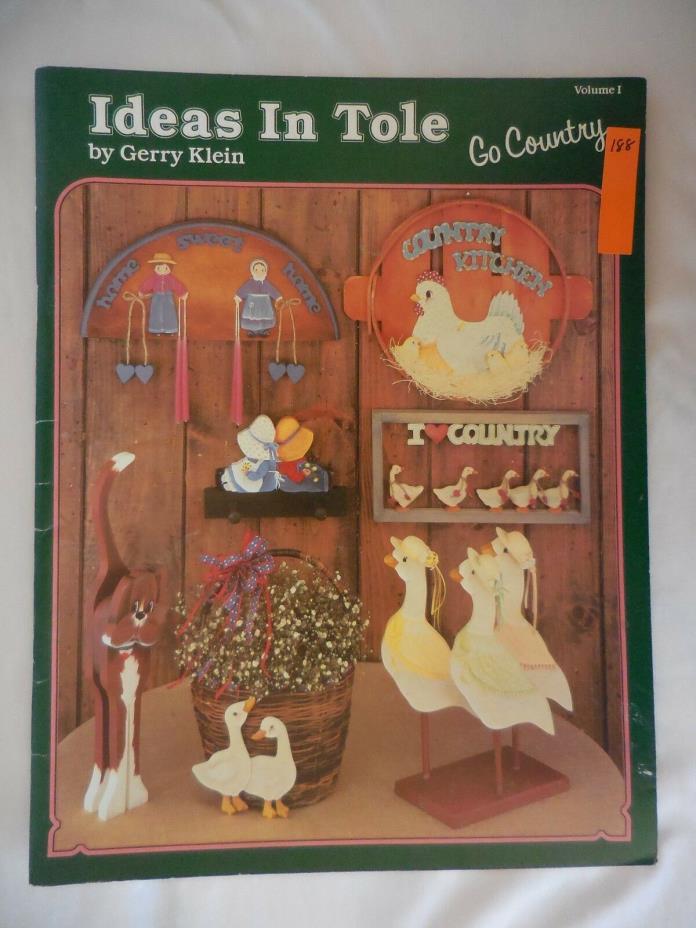 Volume I
Ideas In Tole
by Gerry Klein
Go Country
188
home sweet home
COUNTRY
KITCHEN
I ♥ COUNTRY